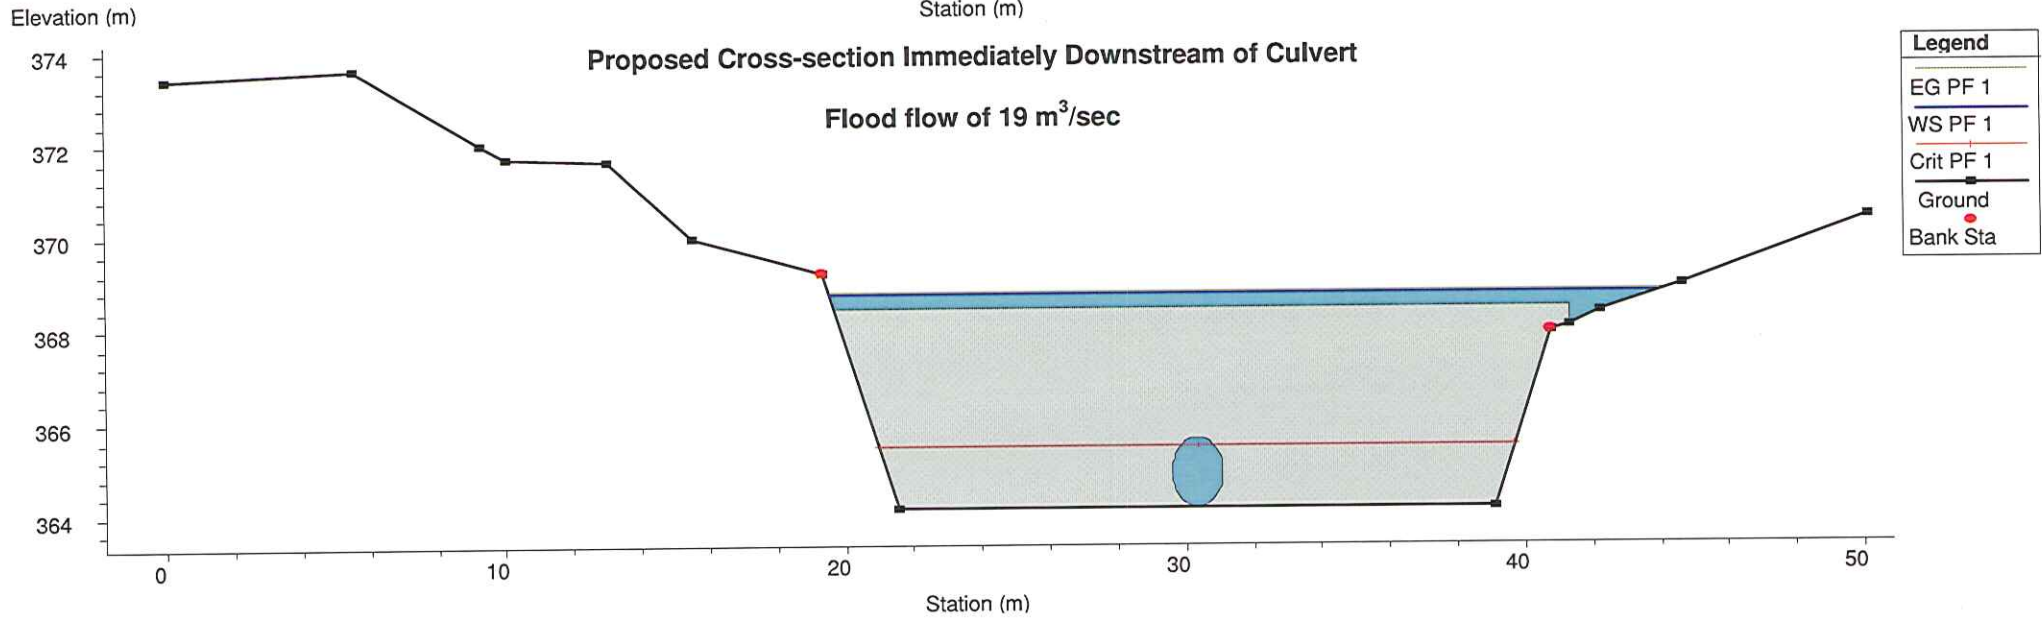 Station (m)
Elevation (m)
Proposed Cross-section Immediately Downstream of Culvert
Flood flow of 19 m³/sec
374
372
370
368
366
364
0 10 20 30 40 50
Station (m)
Legend
EG PF 1
WS PF 1
Crit PF 1
Ground
Bank Sta